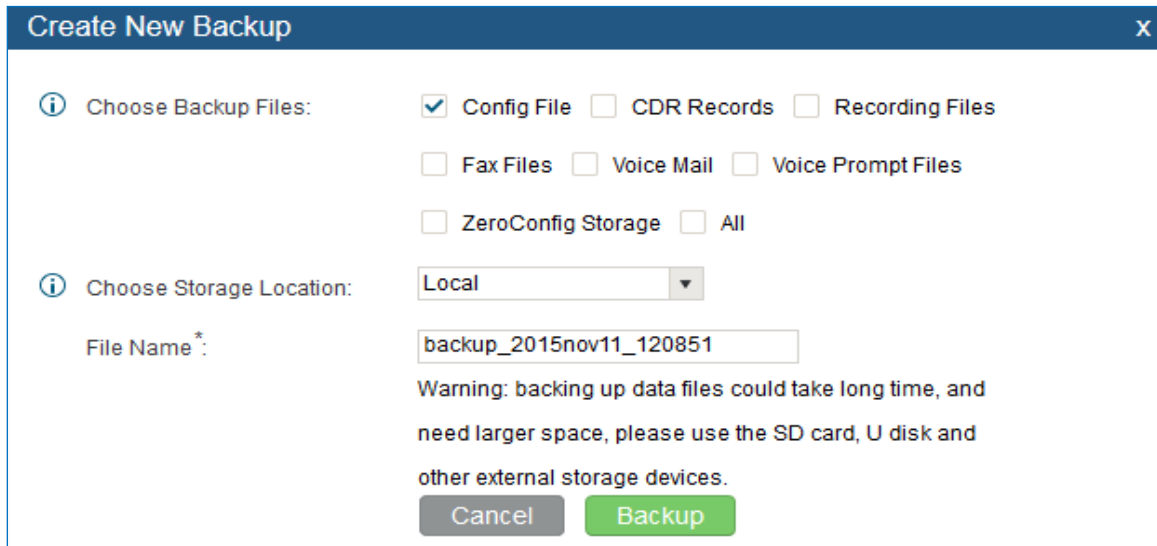 Create New Backup x
Choose Backup Files: Config File CDR Records Recording Files
Fax Files Voice Mail Voice Prompt Files
ZeroConfig Storage All
Choose Storage Location: Local
File Name*: backup_2015nov11_120851
Warning: backing up data files could take long time, and
need larger space, please use the SD card, U disk and
other external storage devices.
Cancel Backup